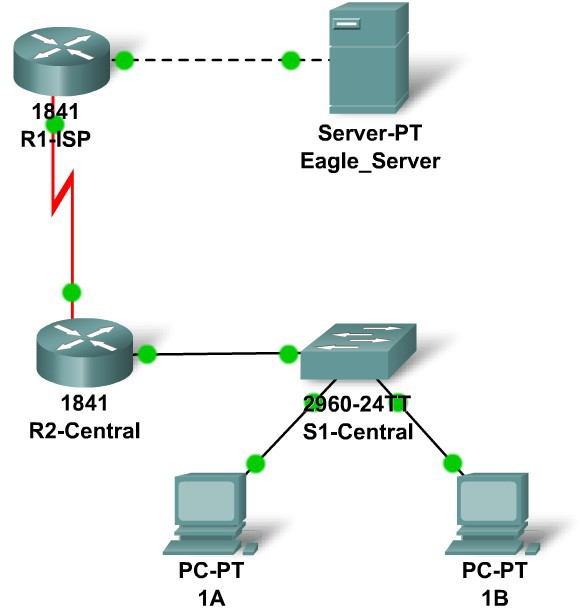 1841
R1-ISP
Server-PT
Eagle_Server
1841
R2-Central
2960-24TT
S1-Central
PC-PT
1A
PC-PT
1B